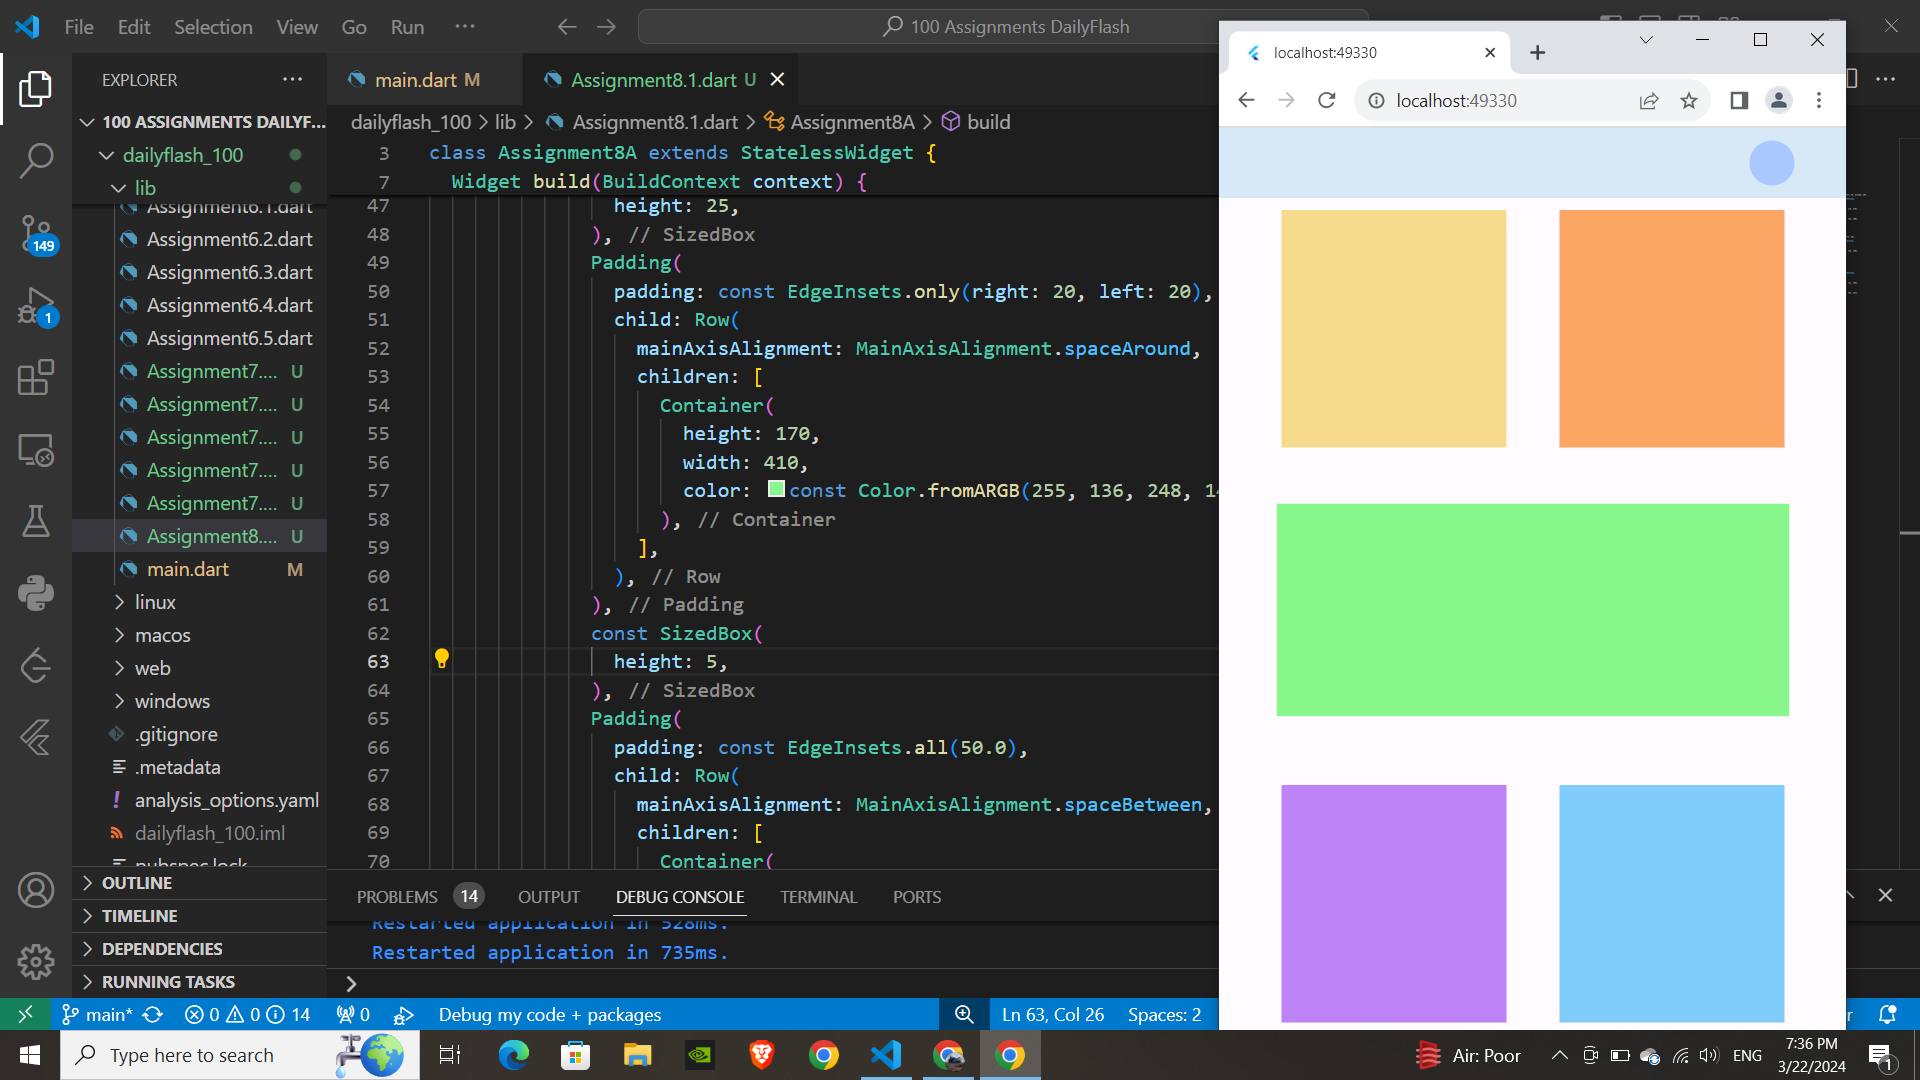 File Edit Selection View Go Run ···
100 Assignments DailyFlash
EXPLORER
100 ASSIGNMENTS DAILYF...
dailyflash_100
lib
Assignment6.1.dart
Assignment6.2.dart
Assignment6.3.dart
Assignment6.4.dart
Assignment6.5.dart
Assignment7.... U
Assignment7.... U
Assignment7.... U
Assignment7.... U
Assignment7.... U
Assignment8.... U
main.dart M
linux
macos
web
windows
.gitignore
.metadata
analysis_options.yaml
dailyflash_100.iml
pubspec.lock
OUTLINE
TIMELINE
DEPENDENCIES
RUNNING TASKS
149
1
main.dart M
Assignment8.1.dart U
dailyflash_100 > lib > Assignment8.1.dart > Assignment8A > build
3 class Assignment8A extends StatelessWidget {
7 Widget build(BuildContext context) {
47 height: 25,
48 ), // SizedBox
49 Padding(
50 padding: const EdgeInsets.only(right: 20, left: 20),
51 child: Row(
52 mainAxisAlignment: MainAxisAlignment.spaceAround,
53 children: [
54 Container(
55 height: 170,
56 width: 410,
57 color: const Color.fromARGB(255, 136, 248, 14
58 ), // Container
59 ],
60 ), // Row
61 ), // Padding
62 const SizedBox(
63 height: 5,
64 ), // SizedBox
65 Padding(
66 padding: const EdgeInsets.all(50.0),
67 child: Row(
68 mainAxisAlignment: MainAxisAlignment.spaceBetween,
69 children: [
70 Container(
PROBLEMS 14 OUTPUT DEBUG CONSOLE TERMINAL PORTS
Restarted application in 528ms.
Restarted application in 735ms.
localhost:49330
localhost:49330
main* 0 0 14 0 Debug my code + packages Ln 63, Col 26 Spaces: 2
Type here to search
Air: Poor
ENG
7:36 PM
3/22/2024
1